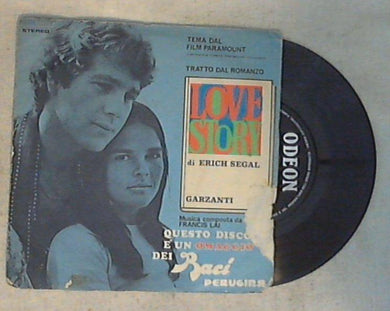 STEREO
TEMA DAL
FILM PARAMOUNT
TRATTO DAL ROMANZO
LOVE
STORY
di ERICH SEGAL
GARZANTI
Musica composta da
FRANCIS LAI
QUESTO DISCO
E UN OMAGGIO
DEI Baci
PERUGINA
ODEON